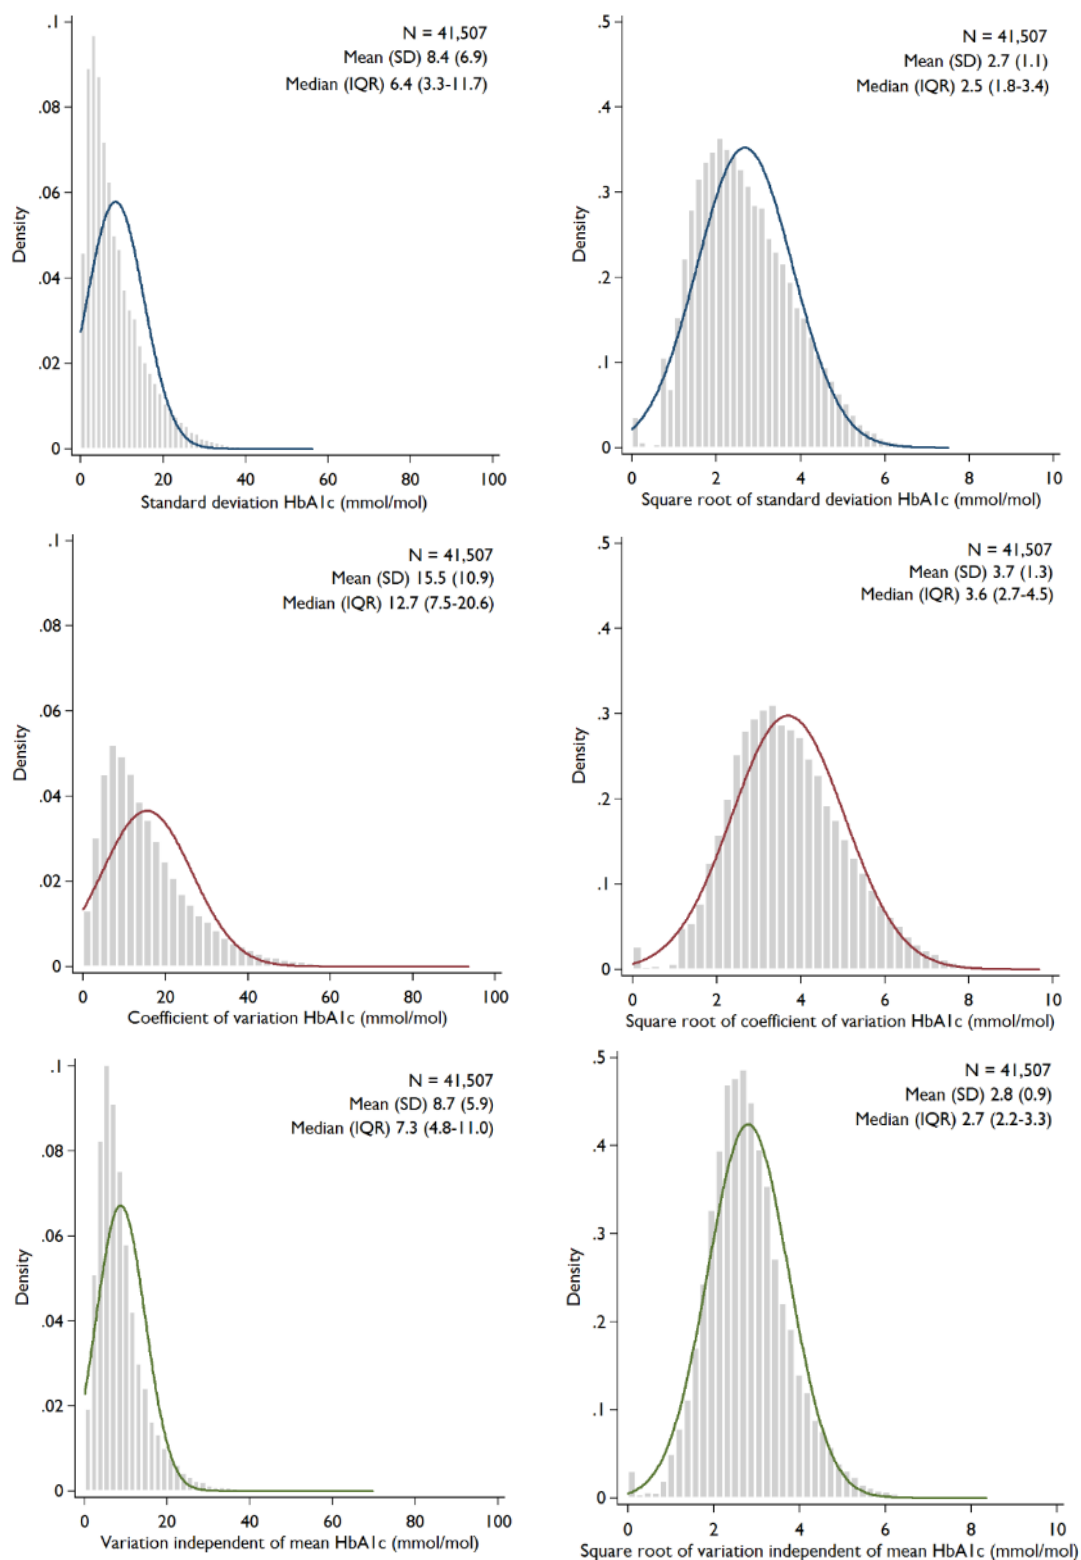 .1
.08
.06
.04
.02
0
Density
N = 41,507
Mean (SD) 8.4 (6.9)
Median (IQR) 6.4 (3.3-11.7)
0 20 40 60 80 100
Standard deviation HbA1c (mmol/mol)
.5
.4
.3
.2
.1
0
Density
N = 41,507
Mean (SD) 2.7 (1.1)
Median (IQR) 2.5 (1.8-3.4)
0 2 4 6 8 10
Square root of standard deviation HbA1c (mmol/mol)
.1
.08
.06
.04
.02
0
Density
N = 41,507
Mean (SD) 15.5 (10.9)
Median (IQR) 12.7 (7.5-20.6)
0 20 40 60 80 100
Coefficient of variation HbA1c (mmol/mol)
.5
.4
.3
.2
.1
0
Density
N = 41,507
Mean (SD) 3.7 (1.3)
Median (IQR) 3.6 (2.7-4.5)
0 2 4 6 8 10
Square root of coefficient of variation HbA1c (mmol/mol)
.1
.08
.06
.04
.02
0
Density
N = 41,507
Mean (SD) 8.7 (5.9)
Median (IQR) 7.3 (4.8-11.0)
0 20 40 60 80 100
Variation independent of mean HbA1c (mmol/mol)
.5
.4
.3
.2
.1
0
Density
N = 41,507
Mean (SD) 2.8 (0.9)
Median (IQR) 2.7 (2.2-3.3)
0 2 4 6 8 10
Square root of variation independent of mean HbA1c (mmol/mol)